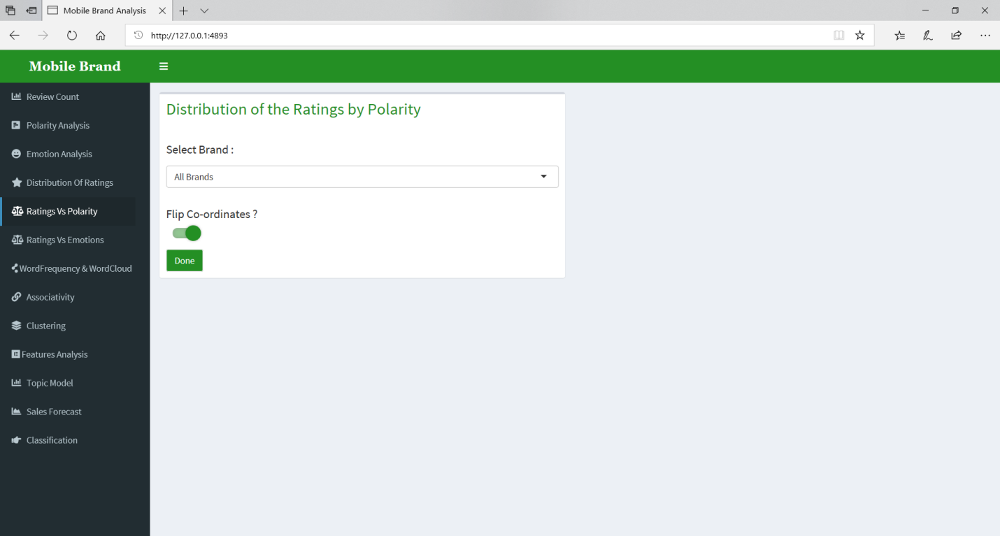 Mobile Brand Analysis
http://127.0.0.1:4893
Mobile Brand
Review Count
Polarity Analysis
Emotion Analysis
Distribution Of Ratings
Ratings Vs Polarity
Ratings Vs Emotions
WordFrequency & WordCloud
Associativity
Clustering
Features Analysis
Topic Model
Sales Forecast
Classification
Distribution of the Ratings by Polarity
Select Brand :
All Brands
Flip Co-ordinates ?
Done